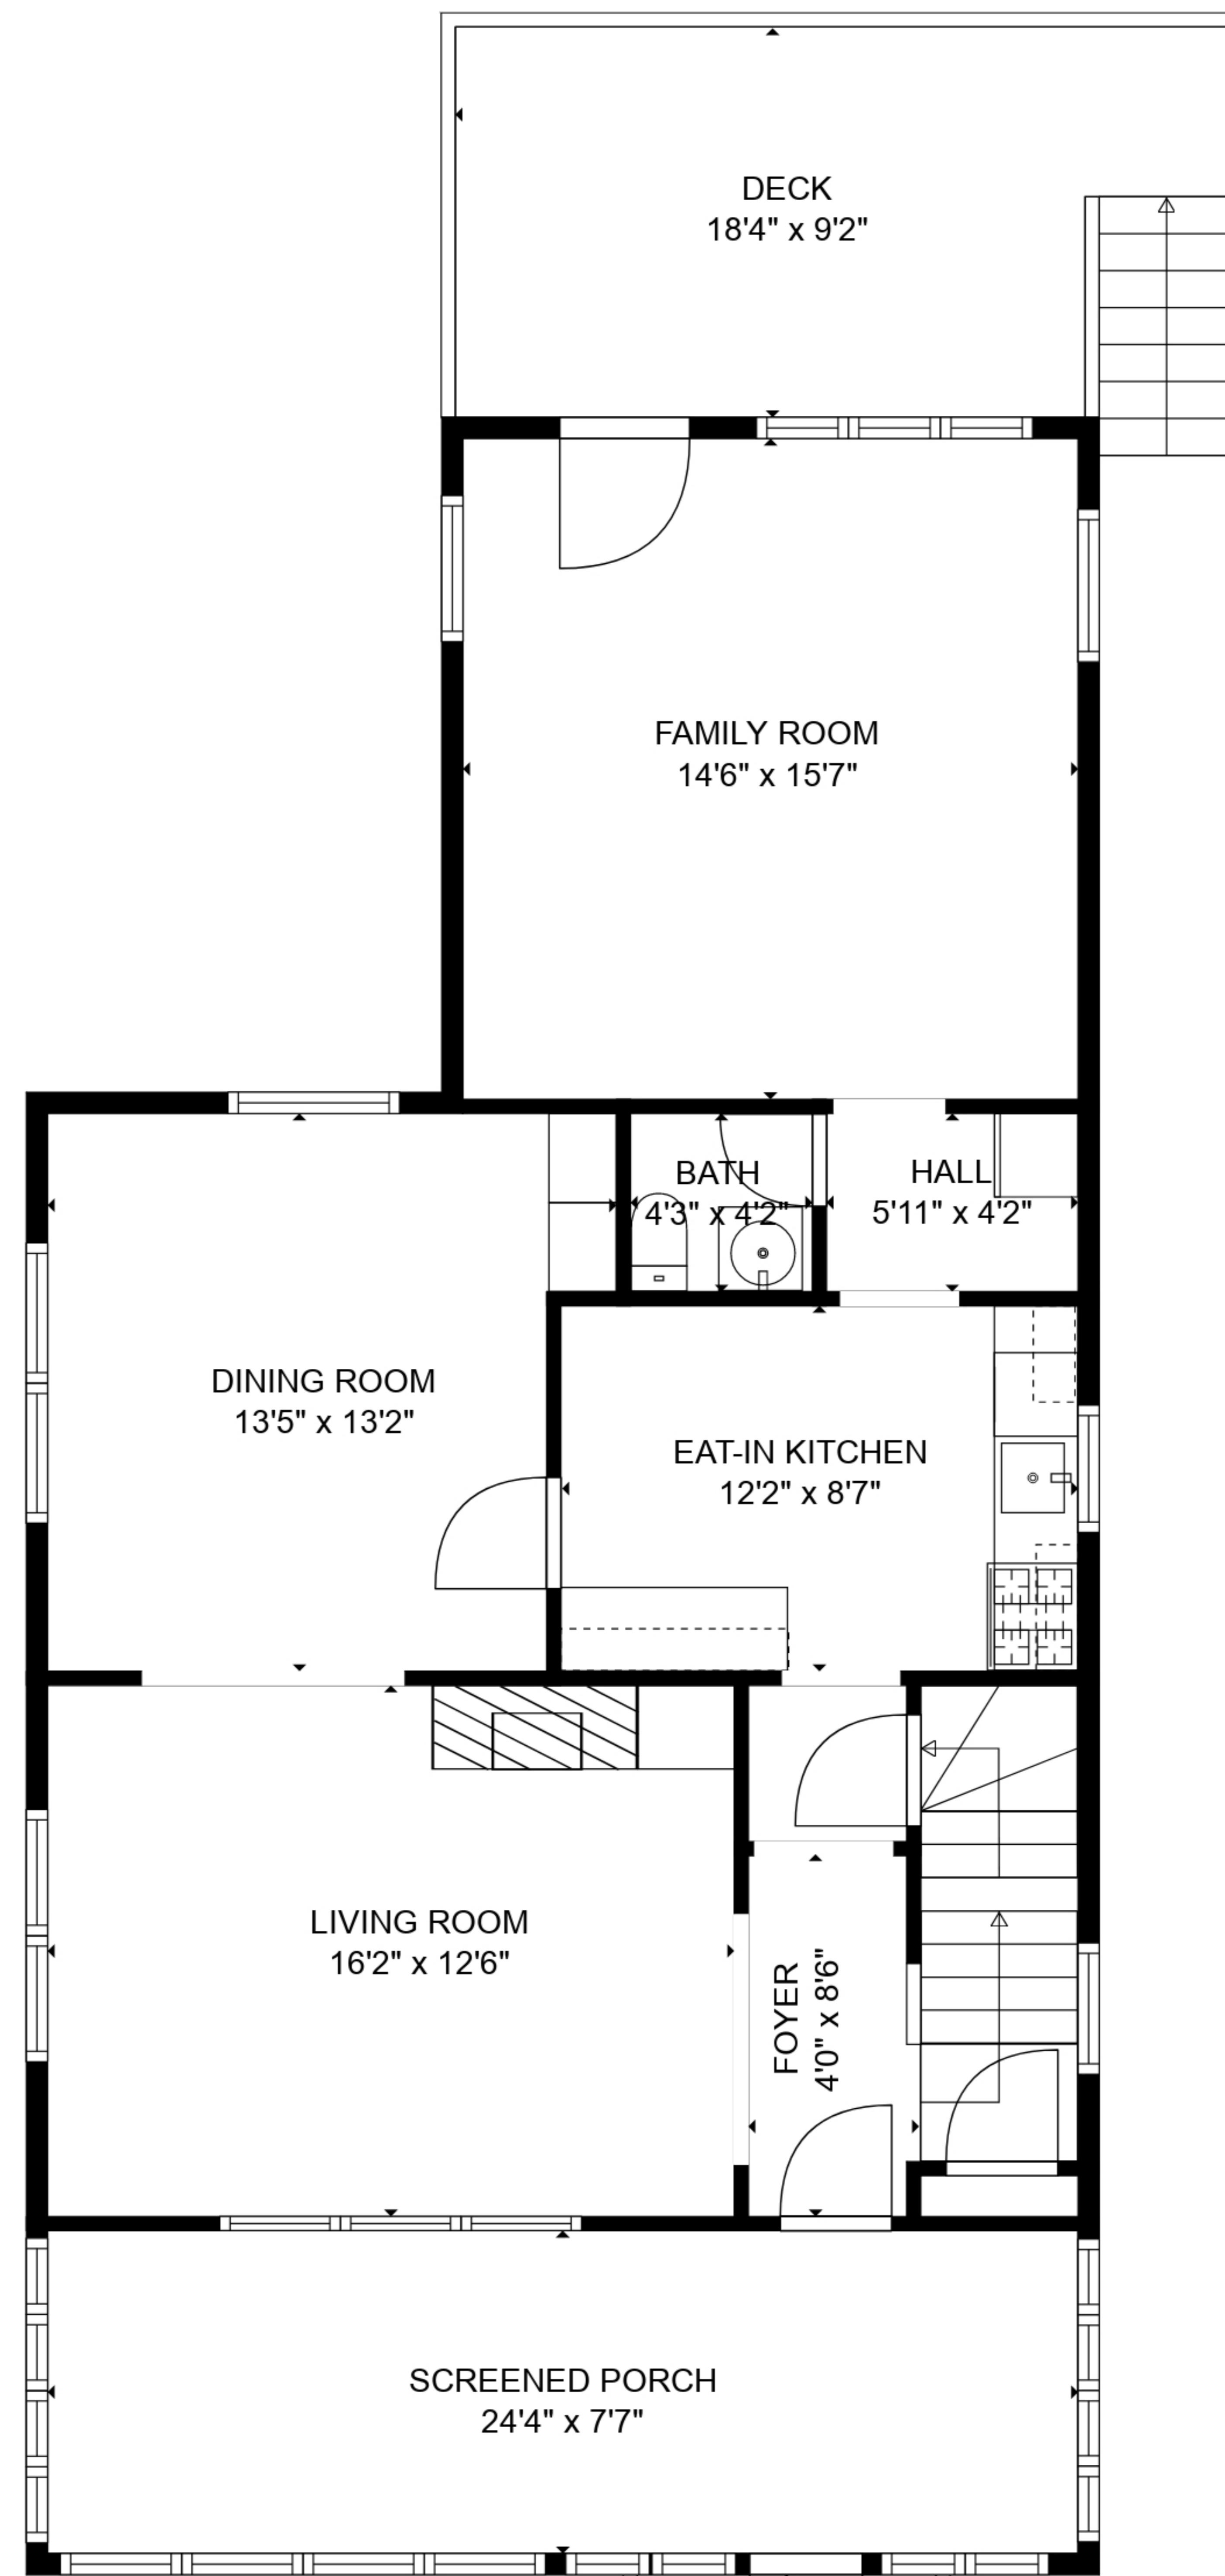 DECK
18'4" x 9'2"
FAMILY ROOM
14'6" x 15'7"
BATH
4'3" x 4'2"
HALL
5'11" x 4'2"
DINING ROOM
13'5" x 13'2"
EAT-IN KITCHEN
12'2" x 8'7"
LIVING ROOM
16'2" x 12'6"
FOYER
4'0" x 8'6"
SCREENED PORCH
24'4" x 7'7"